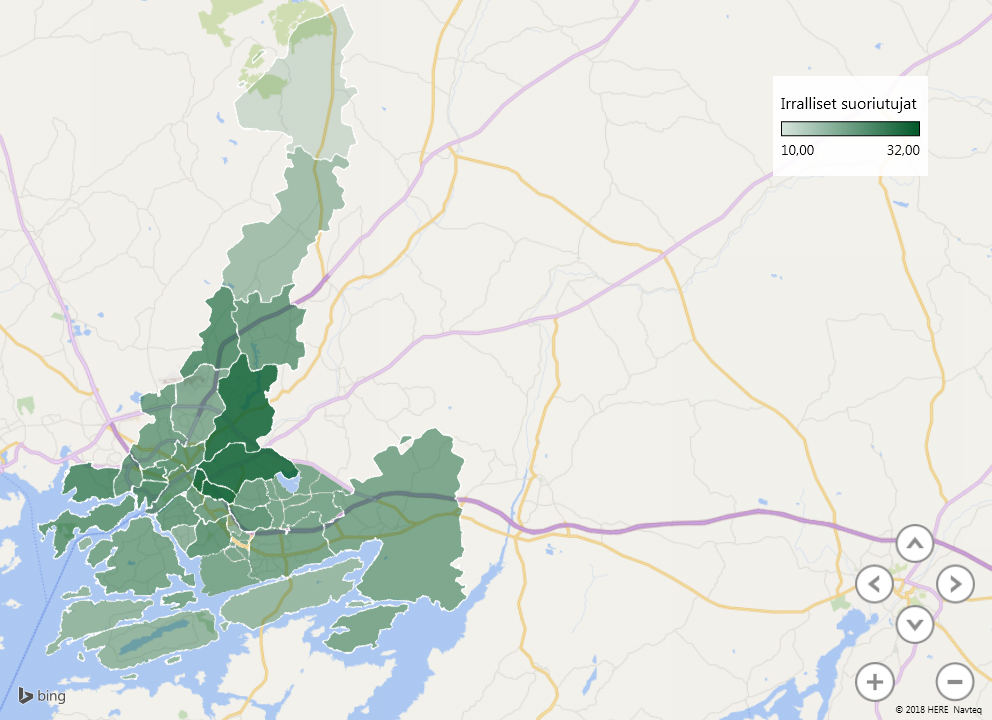 Irralliset suoriutujat
10,00 32,00
bing
© 2018 HERE Navteq